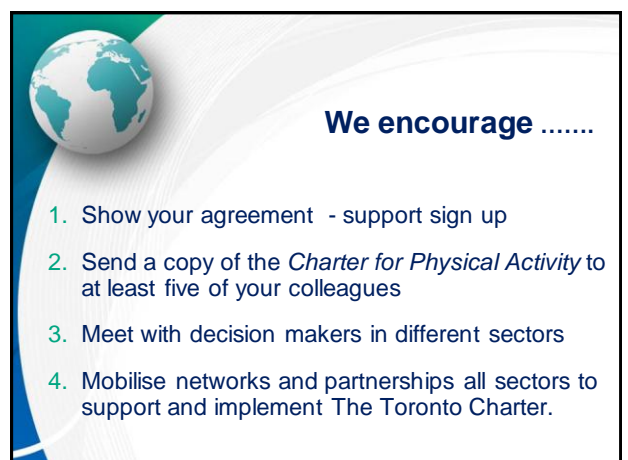 We encourage .......
1. Show your agreement - support sign up
2. Send a copy of the Charter for Physical Activity to
at least five of your colleagues
3. Meet with decision makers in different sectors
4. Mobilise networks and partnerships all sectors to
support and implement The Toronto Charter.